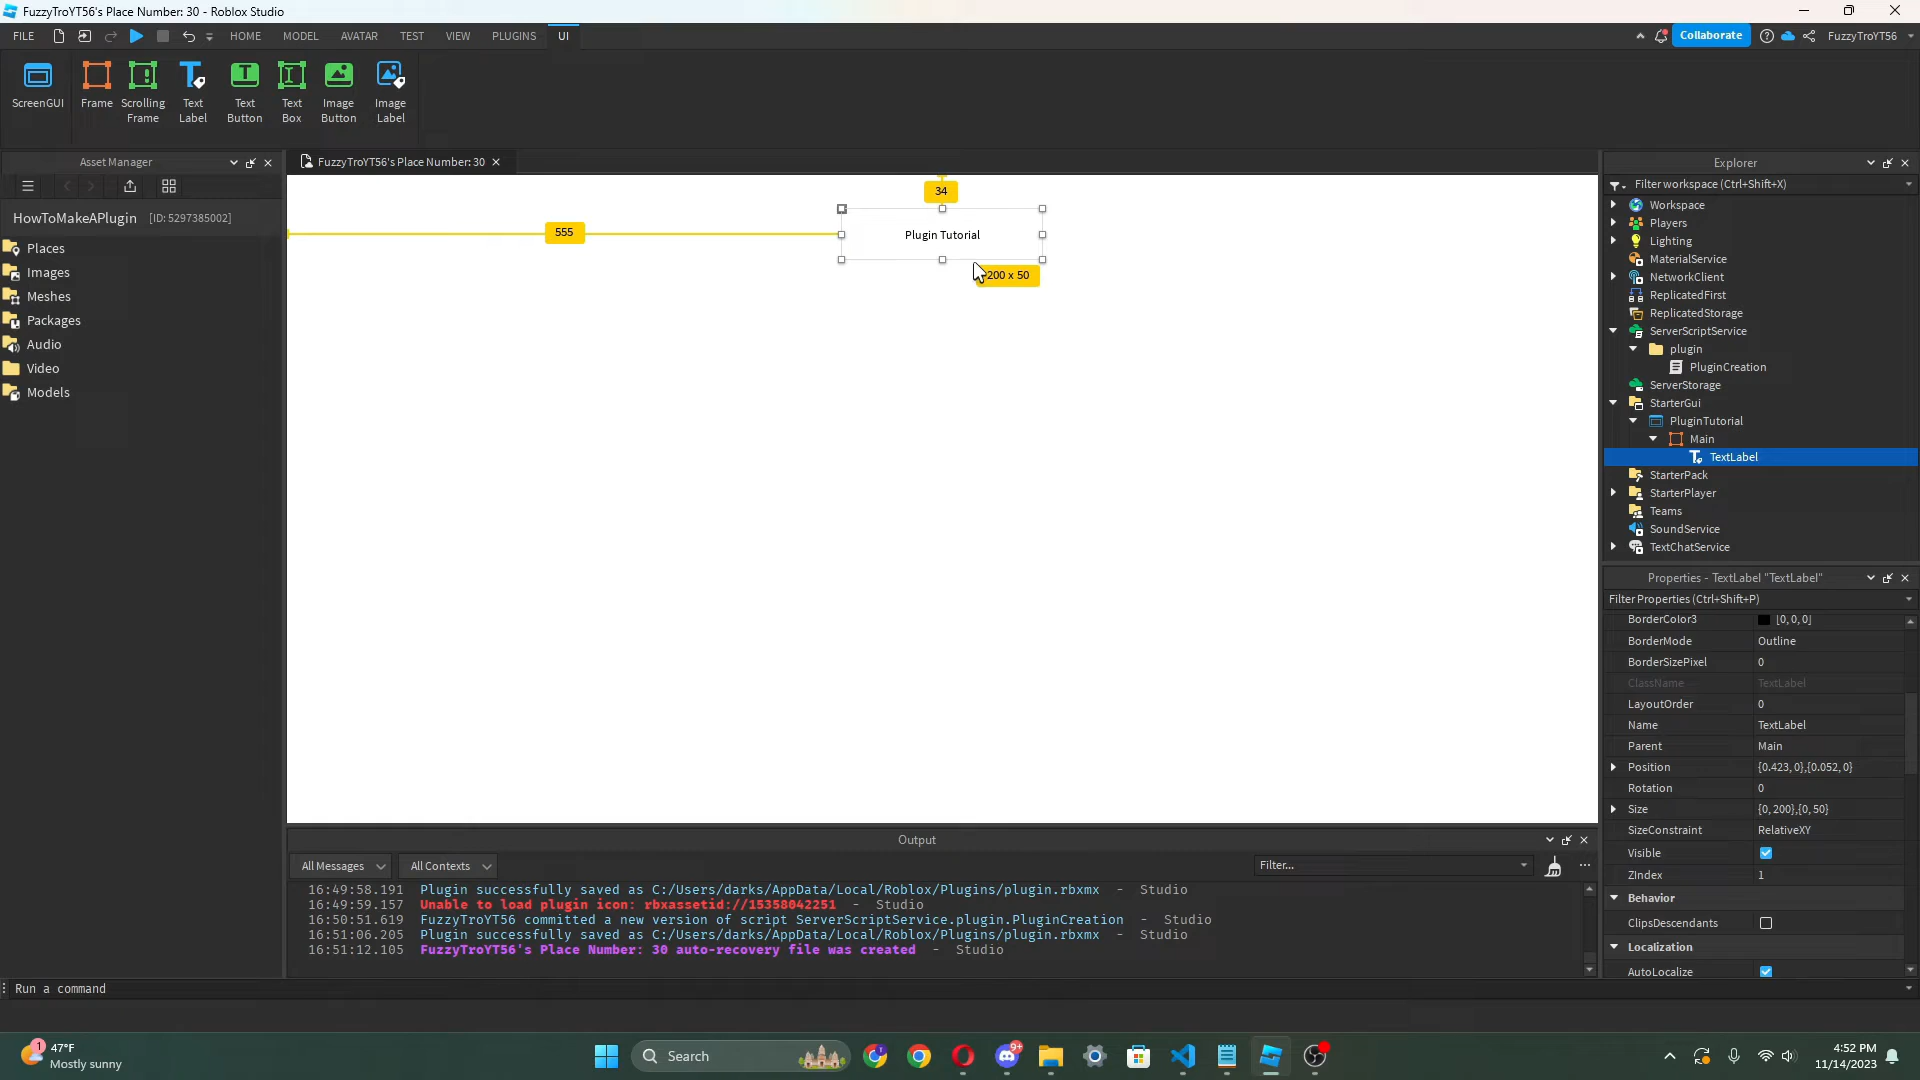 FuzzyTroYT56's Place Number: 30 - Roblox Studio
FILE HOME MODEL AVATAR TEST VIEW PLUGINS UI Collaborate FuzzyTroYT56
ScreenGUI
Frame
Scrolling
Frame
Text
Label
Text
Button
Text
Box
Image
Button
Image
Label
Asset Manager
FuzzyTroYT56's Place Number: 30
HowToMakeAPlugin [ID: 5297385002]
Places
Images
Meshes
Packages
Audio
Video
Models
34
555
Plugin Tutorial
200 x 50
Explorer
Filter workspace (Ctrl+Shift+X)
Workspace
Players
Lighting
MaterialService
NetworkClient
ReplicatedFirst
ReplicatedStorage
ServerScriptService
plugin
PluginCreation
ServerStorage
StarterGui
PluginTutorial
Main
TextLabel
StarterPack
StarterPlayer
Teams
SoundService
TextChatService
Properties - TextLabel "TextLabel"
Filter Properties (Ctrl+Shift+P)
BorderColor3 [0, 0, 0]
BorderMode Outline
BorderSizePixel 0
ClassName TextLabel
LayoutOrder 0
Name TextLabel
Parent Main
Position {0.423, 0},{0.052, 0}
Rotation 0
Size {0, 200},{0, 50}
SizeConstraint RelativeXY
Visible
ZIndex 1
Behavior
ClipsDescendants
Localization
AutoLocalize
Output
All Messages All Contexts Filter...
16:49:58.191 Plugin successfully saved as C:/Users/darks/AppData/Local/Roblox/Plugins/plugin.rbxmx - Studio
16:49:59.157 Unable to load plugin icon: rbxassetid://15358042251 - Studio
16:50:51.619 FuzzyTroYT56 committed a new version of script ServerScriptService.plugin.PluginCreation - Studio
16:51:06.205 Plugin successfully saved as C:/Users/darks/AppData/Local/Roblox/Plugins/plugin.rbxmx - Studio
16:51:12.105 FuzzyTroYT56's Place Number: 30 auto-recovery file was created - Studio
Run a command
1
47°F
Mostly sunny
Search
9+
4:52 PM
11/14/2023